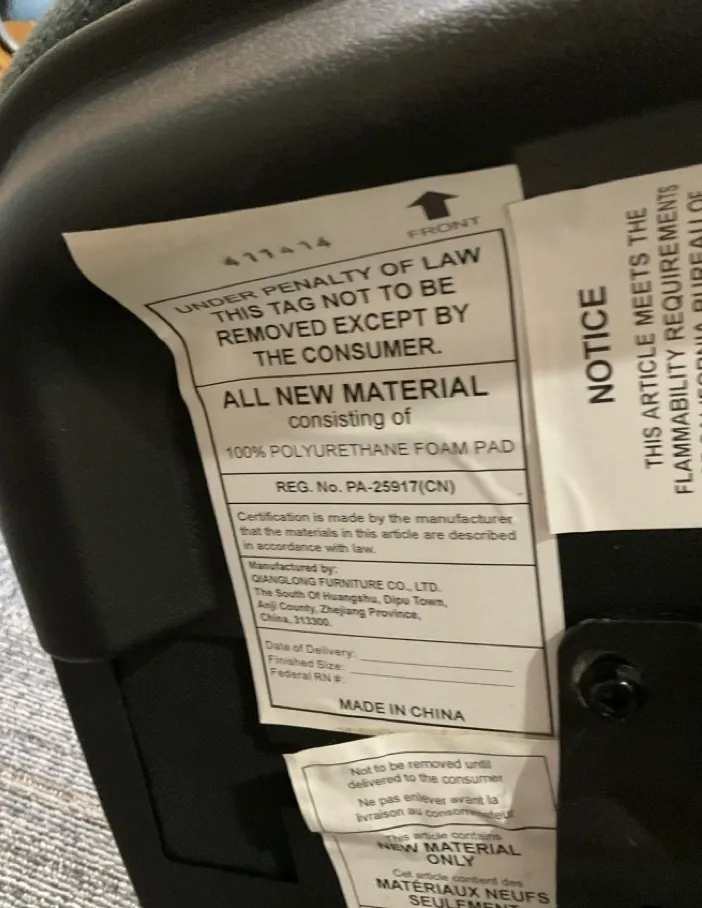 411414
FRONT
UNDER PENALTY OF LAW
THIS TAG NOT TO BE
REMOVED EXCEPT BY
THE CONSUMER.
ALL NEW MATERIAL
consisting of
100% POLYURETHANE FOAM PAD
REG. No. PA-25917(CN)
Certification is made by the manufacturer
that the materials in this article are described
in accordance with law.
Manufactured by:
QIANGLONG FURNITURE CO., LTD.
The South Of Huangshu, Dipu Town,
Anji County, Zhejiang Province,
China, 313300.
Date of Delivery:
Finished Size:
Federal RN #:
MADE IN CHINA
NOTICE
THIS ARTICLE MEETS THE
FLAMMABILITY REQUIREMENTS
BUREAU OF
Not to be removed until
delivered to the consumer
Ne pas enlever avant la
livraison au consommateur
This article contains
NEW MATERIAL
ONLY
Cet article contient des
MATÉRIAUX NEUFS
SEULEMENT